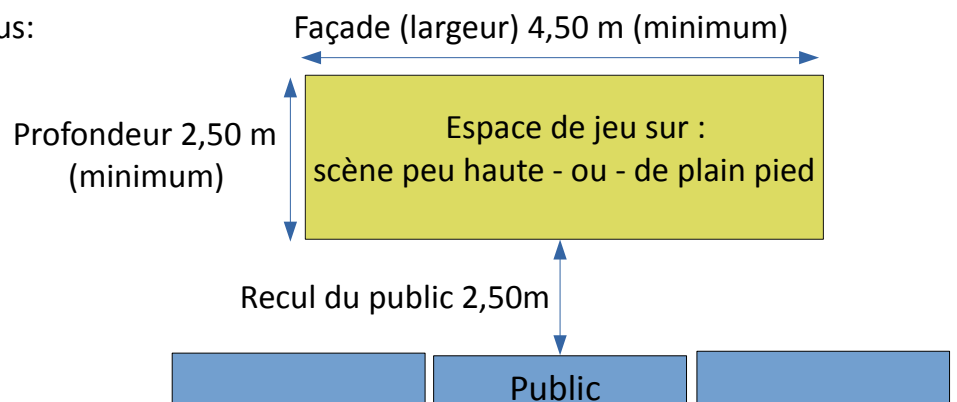 us:
Façade (largeur) 4,50 m (minimum)
Profondeur 2,50 m
(minimum)
Espace de jeu sur :
scène peu haute - ou - de plain pied
Recul du public 2,50m
Public